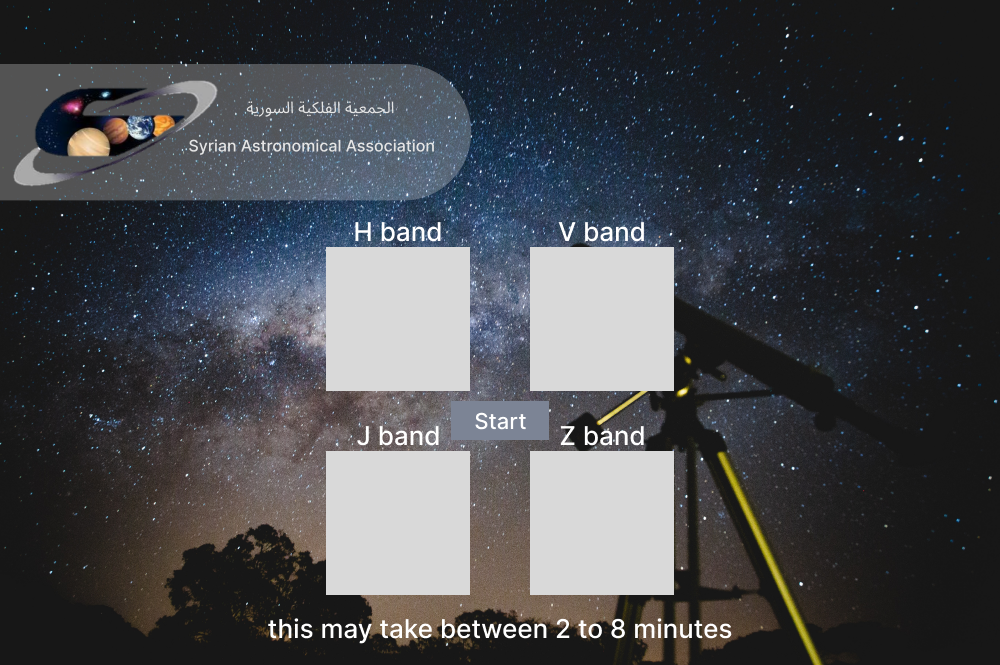 الجمعية الفلكية السورية
Syrian Astronomical Association
H band
V band
Start
J band
Z band
this may take between 2 to 8 minutes